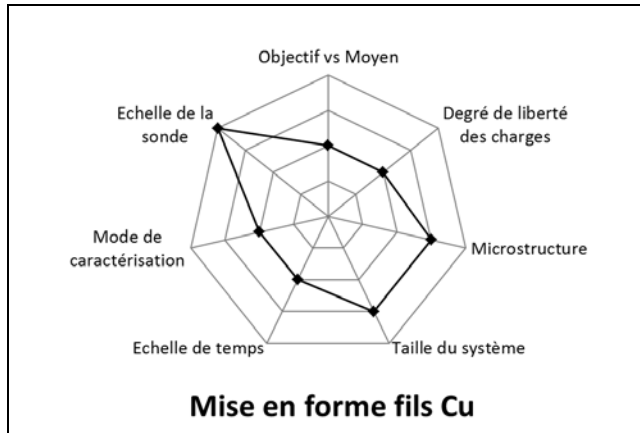 Objectif vs Moyen
Echelle de la
sonde
Degré de liberté
des charges
Mode de
caractérisation
Microstructure
Echelle de temps
Taille du système
Mise en forme fils Cu